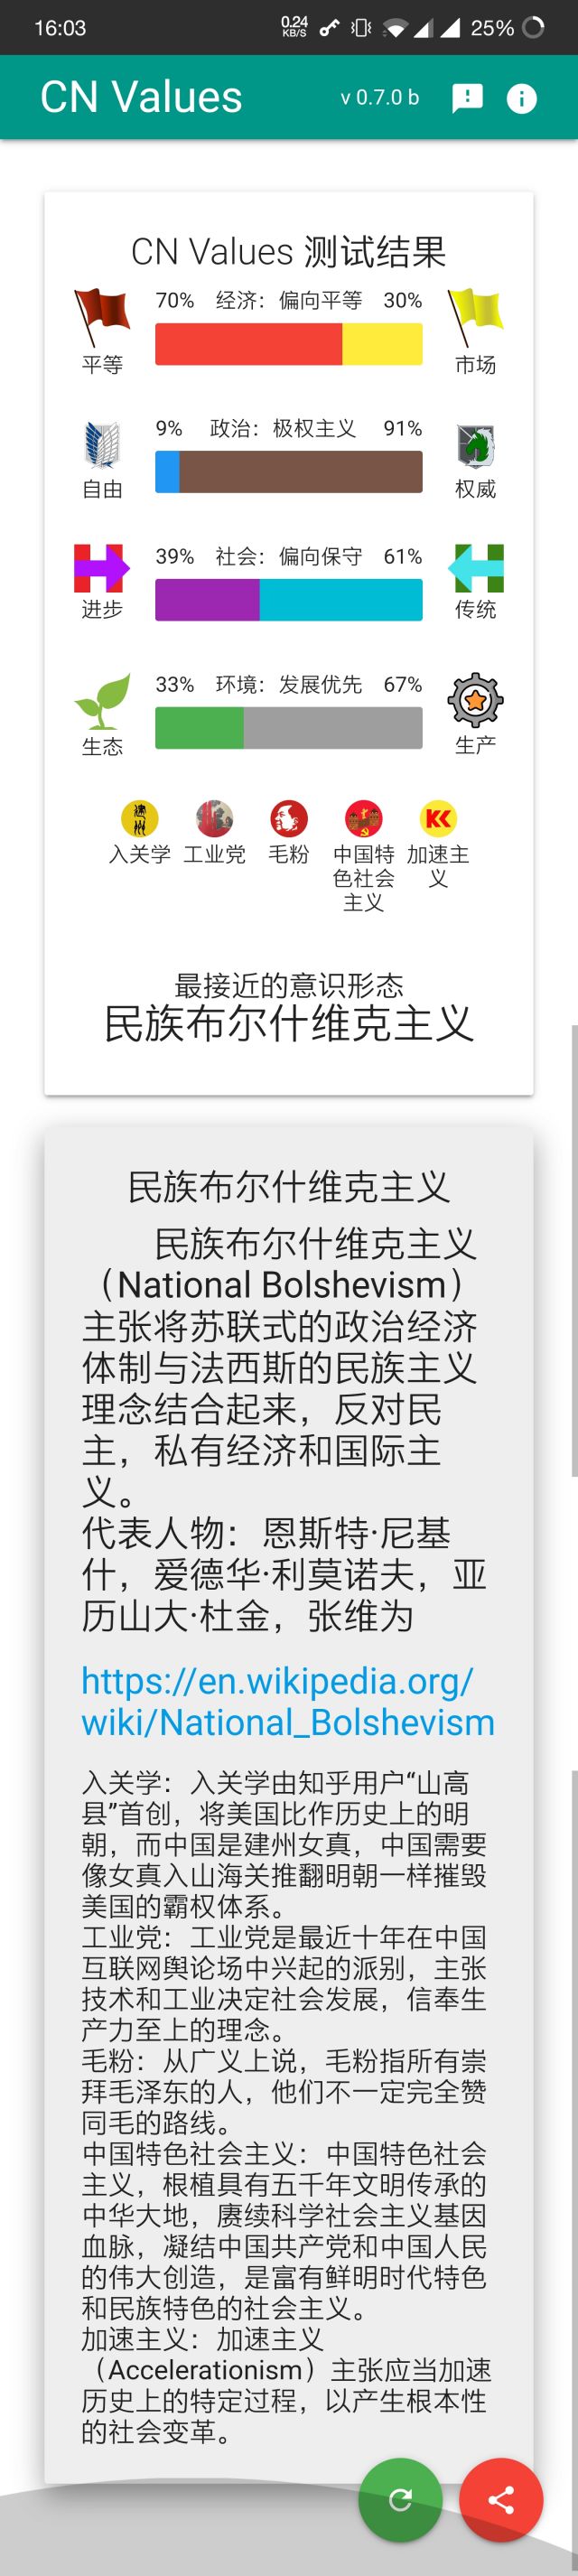 16:03
0.24
KB/S
25%
CN Values
v 0.7.0 b
CN Values 测试结果
70% 经济：偏向平等 30%
平等
市场
9% 政治：极权主义 91%
自由
权威
39% 社会：偏向保守 61%
进步
传统
33% 环境：发展优先 67%
生态
生产
建州
入关学 工业党 毛粉 中国特 加速主
色社会 义
主义
最接近的意识形态
民族布尔什维克主义
民族布尔什维克主义
民族布尔什维克主义
（National Bolshevism）
主张将苏联式的政治经济
体制与法西斯的民族主义
理念结合起来，反对民
主，私有经济和国际主
义。
代表人物：恩斯特·尼基
什，爱德华·利莫诺夫，亚
历山大·杜金，张维为
https://en.wikipedia.org/
wiki/National_Bolshevism
入关学：入关学由知乎用户“山高
县”首创，将美国比作历史上的明
朝，而中国是建州女真，中国需要
像女真入山海关推翻明朝一样摧毁
美国的霸权体系。
工业党：工业党是最近十年在中国
互联网舆论场中兴起的派别，主张
技术和工业决定社会发展，信奉生
产力至上的理念。
毛粉：从广义上说，毛粉指所有崇
拜毛泽东的人，他们不一定完全赞
同毛的路线。
中国特色社会主义：中国特色社会
主义，根植具有五千年文明传承的
中华大地，赓续科学社会主义基因
血脉，凝结中国共产党和中国人民
的伟大创造，是富有鲜明时代特色
和民族特色的社会主义。
加速主义：加速主义
（Accelerationism）主张应当加速
历史上的特定过程，以产生根本性
的社会变革。